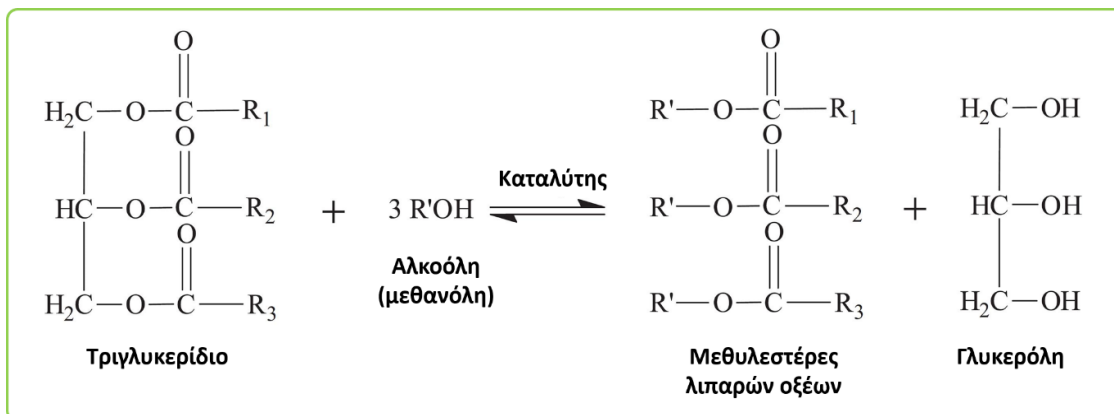 O O
H₂C—O—C—R₁ R'—O—C—R₁ H₂C—OH
O Καταλύτης O
HC—O—C—R₂ + 3 R'OH R'—O—C—R₂ + HC—OH
O Αλκοόλη O
(μεθανόλη)
H₂C—O—C—R₃ R'—O—C—R₃ H₂C—OH
Τριγλυκερίδιο Μεθυλεστέρες Γλυκερόλη
λιπαρών οξέων